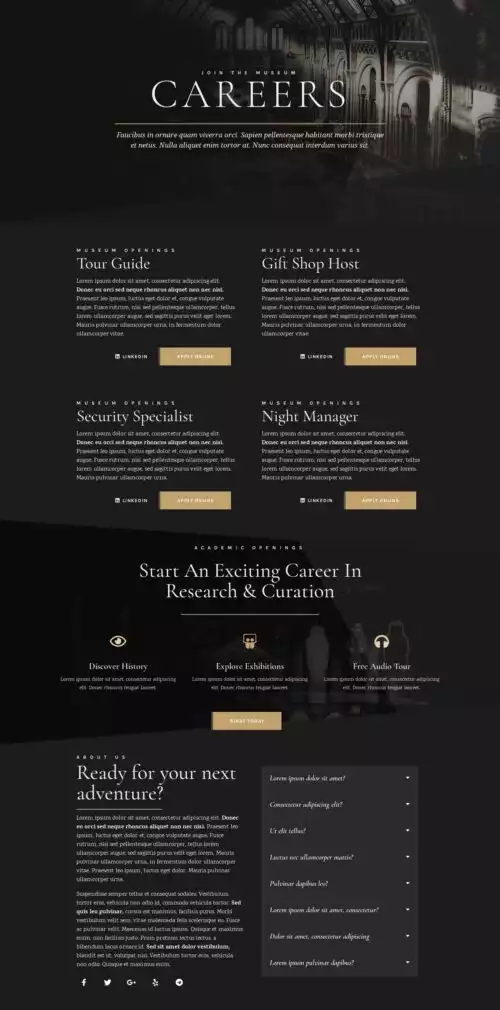 JOIN THE MUSEUM
CAREERS
Faucibus in ornare quam viverra orci. Sapien pellentesque habitant morbi tristique
et netus. Nulla aliquet enim tortor at. Nunc consequat interdum varius sit.
MUSEUM OPENINGS
Tour Guide
Lorem ipsum dolor sit amet, consectetur adipiscing elit.
Donec eu orci sed neque rhoncus aliquet non nec nisi.
Praesent leo ipsum, luctus eget dolor et, congue vulputate
augue. Fusce rutrum, nisi sed pellentesque ullamcorper, tellus
lorem ullamcorper augue, sed sagittis purus velit eget lorem.
Mauris pulvinar ullamcorper urna, in fermentum dolor
ullamcorper vitae.
LINKEDIN
APPLY ONLINE
MUSEUM OPENINGS
Gift Shop Host
Lorem ipsum dolor sit amet, consectetur adipiscing elit.
Donec eu orci sed neque rhoncus aliquet non nec nisi.
Praesent leo ipsum, luctus eget dolor et, congue vulputate
augue. Fusce rutrum, nisi sed pellentesque ullamcorper, tellus
lorem ullamcorper augue, sed sagittis purus velit eget lorem.
Mauris pulvinar ullamcorper urna, in fermentum dolor
ullamcorper vitae.
LINKEDIN
APPLY ONLINE
MUSEUM OPENINGS
Security Specialist
Lorem ipsum dolor sit amet, consectetur adipiscing elit.
Donec eu orci sed neque rhoncus aliquet non nec nisi.
Praesent leo ipsum, luctus eget dolor et, congue vulputate
augue. Fusce rutrum, nisi sed pellentesque ullamcorper, tellus
lorem ullamcorper augue, sed sagittis purus velit eget lorem.
Mauris pulvinar ullamcorper urna.
LINKEDIN
APPLY ONLINE
MUSEUM OPENINGS
Night Manager
Lorem ipsum dolor sit amet, consectetur adipiscing elit.
Donec eu orci sed neque rhoncus aliquet non nec nisi.
Praesent leo ipsum, luctus eget dolor et, congue vulputate
augue. Fusce rutrum, nisi sed pellentesque ullamcorper, tellus
lorem ullamcorper augue, sed sagittis purus velit eget lorem.
Mauris pulvinar ullamcorper urna.
LINKEDIN
APPLY ONLINE
ACADEMIC OPENINGS
Start An Exciting Career In
Research & Curation
Discover History
Lorem ipsum dolor sit amet, consectetur adipiscing
elit. Donec rhoncus feugiat laoreet.
Explore Exhibitions
Lorem ipsum dolor sit amet, consectetur adipiscing
elit. Donec rhoncus feugiat laoreet.
Free Audio Tour
Lorem ipsum dolor sit amet, consectetur adipiscing
elit. Donec rhoncus feugiat laoreet.
START TODAY
ABOUT US
Ready for your next
adventure?
Lorem ipsum dolor sit amet, consectetur adipiscing elit. Donec
eu orci sed neque rhoncus aliquet non nec nisi. Praesent leo
ipsum, luctus eget dolor et, congue vulputate augue. Fusce
rutrum, nisi sed pellentesque ullamcorper, tellus lorem
ullamcorper augue, sed sagittis purus velit eget lorem. Mauris
pulvinar ullamcorper urna, in fermentum dolor ullamcorper
vitae. Praesent leo ipsum, luctus eget dolor. Mauris pulvinar
ullamcorper urna.
Suspendisse semper tellus et consequat sodales. Vestibulum
tortor eros, vehicula non odio id, commodo vehicula tortor. Sed
quis leo pulvinar, cursus est maximus, facilisis purus. Morbi
vestibulum velit sem, vitae malesuada felis scelerisque eu. Fusce
ac pulvinar velit. Maecenas id luctus ipsum. Quisque et maximus
enim, non facilisis justo. Proin pretium lectus lectus, a
bibendum lacus ornare id. Sed sit amet dolor vestibulum,
blandit est in, volutpat nisi. Vestibulum tortor eros, vehicula
non odio. Quisque et maximus enim.
Lorem ipsum dolor sit amet?
Consectetur adipiscing elit?
Ut elit tellus?
Luctus nec ullamcorper mattis?
Pulvinar dapibus leo?
Lorem ipsum dolor sit amet, consectetur?
Dolor sit amet, consectetur adipiscing
Lorem ipsum pulvinar dapibus?